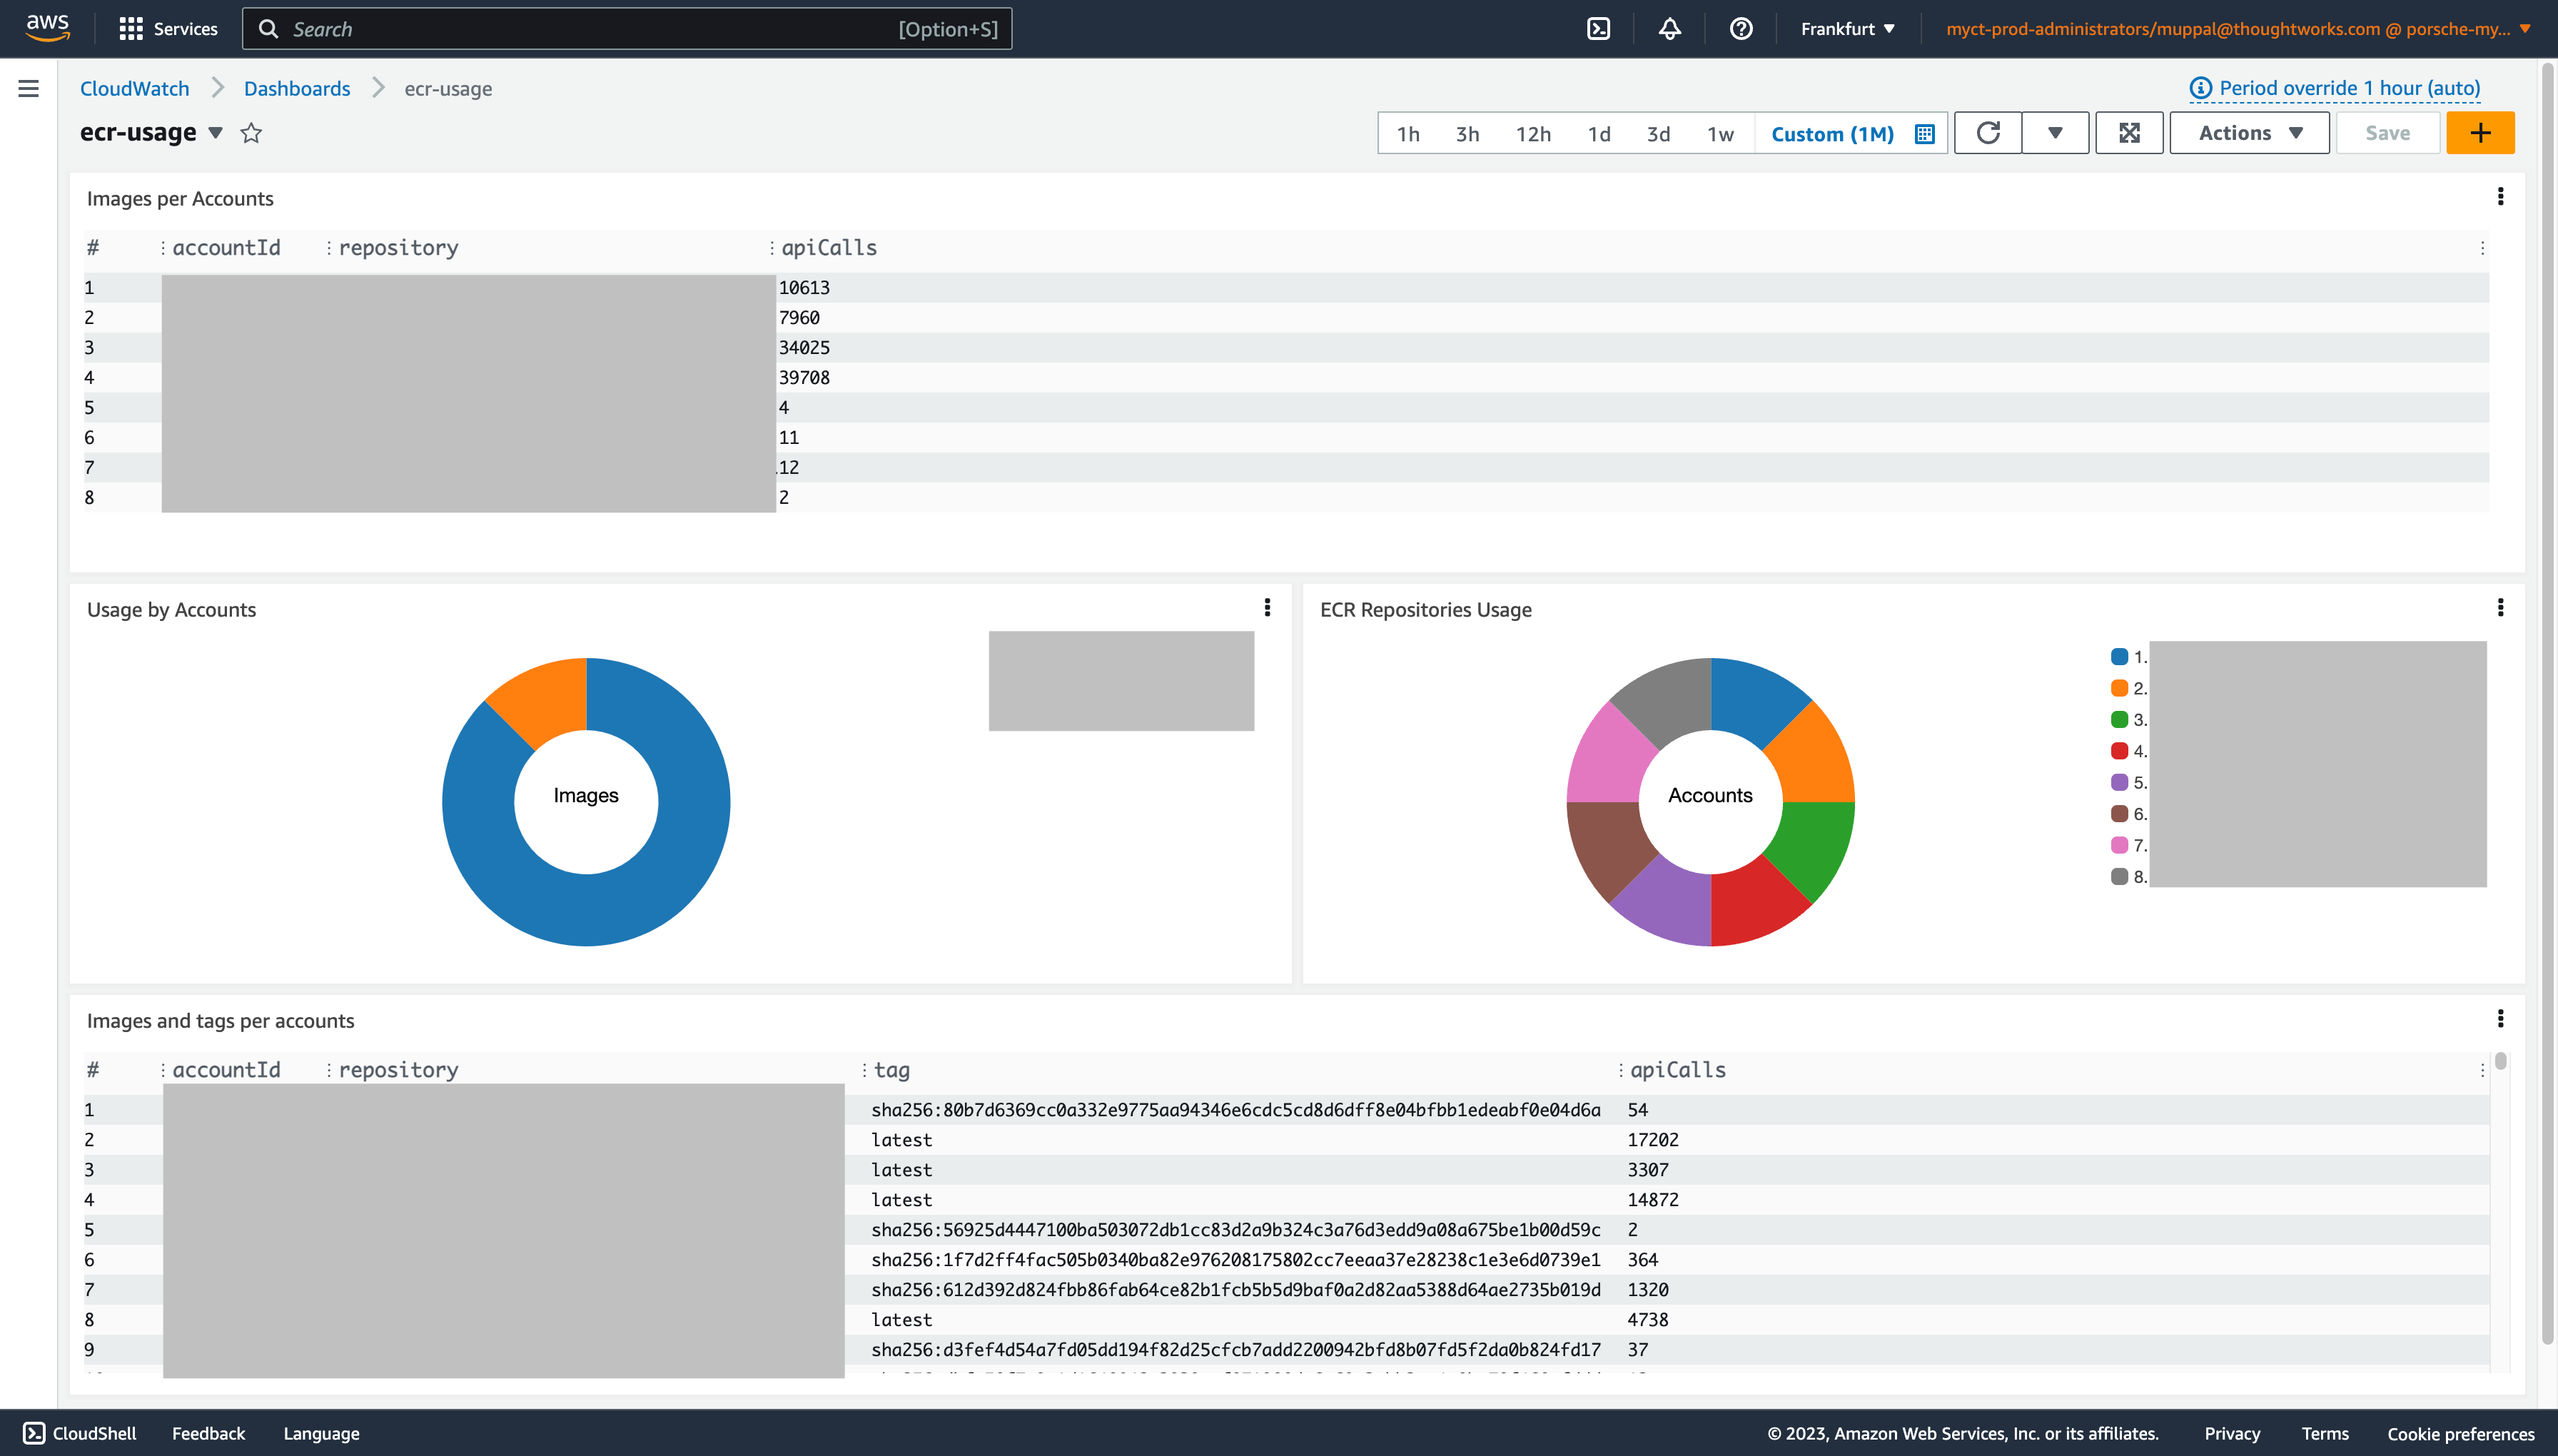 aws Services Search [Option+S] Frankfurt myct-prod-administrators/muppal@thoughtworks.com @ porsche-my...
CloudWatch Dashboards ecr-usage Period override 1 hour (auto)
ecr-usage 1h 3h 12h 1d 3d 1w Custom (1M) Actions Save
Images per Accounts
# accountId repository apiCalls
1 10613
2 7960
3 34025
4 39708
5 4
6 11
7 12
8 2
Usage by Accounts
Images
ECR Repositories Usage
Accounts
1.
2.
3.
4.
5.
6.
7.
8.
Images and tags per accounts
# accountId repository tag apiCalls
1 sha256:80b7d6369cc0a332e9775aa94346e6cdc5cd8d6dff8e04bfbb1edeabf0e04d6a 54
2 latest 17202
3 latest 3307
4 latest 14872
5 sha256:56925d4447100ba503072db1cc83d2a9b324c3a76d3edd9a08a675be1b00d59c 2
6 sha256:1f7d2ff4fac505b0340ba82e976208175802cc7eeaa37e28238c1e3e6d0739e1 364
7 sha256:612d392d824fbb86fab64ce82b1fcb5b5d9baf0a2d82aa5388d64ae2735b019d 1320
8 latest 4738
9 sha256:d3fef4d54a7fd05dd194f82d25cfcb7add2200942bfd8b07fd5f2da0b824fd17 37
CloudShell Feedback Language © 2023, Amazon Web Services, Inc. or its affiliates. Privacy Terms Cookie preferences